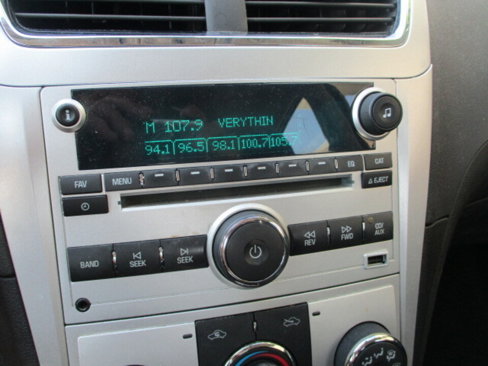 M 107.9 VERYTHIN
94.1 96.5 98.1 100.7 105.
FAV MENU EQ CAT
EJECT
BAND SEEK SEEK REV FWD AUX